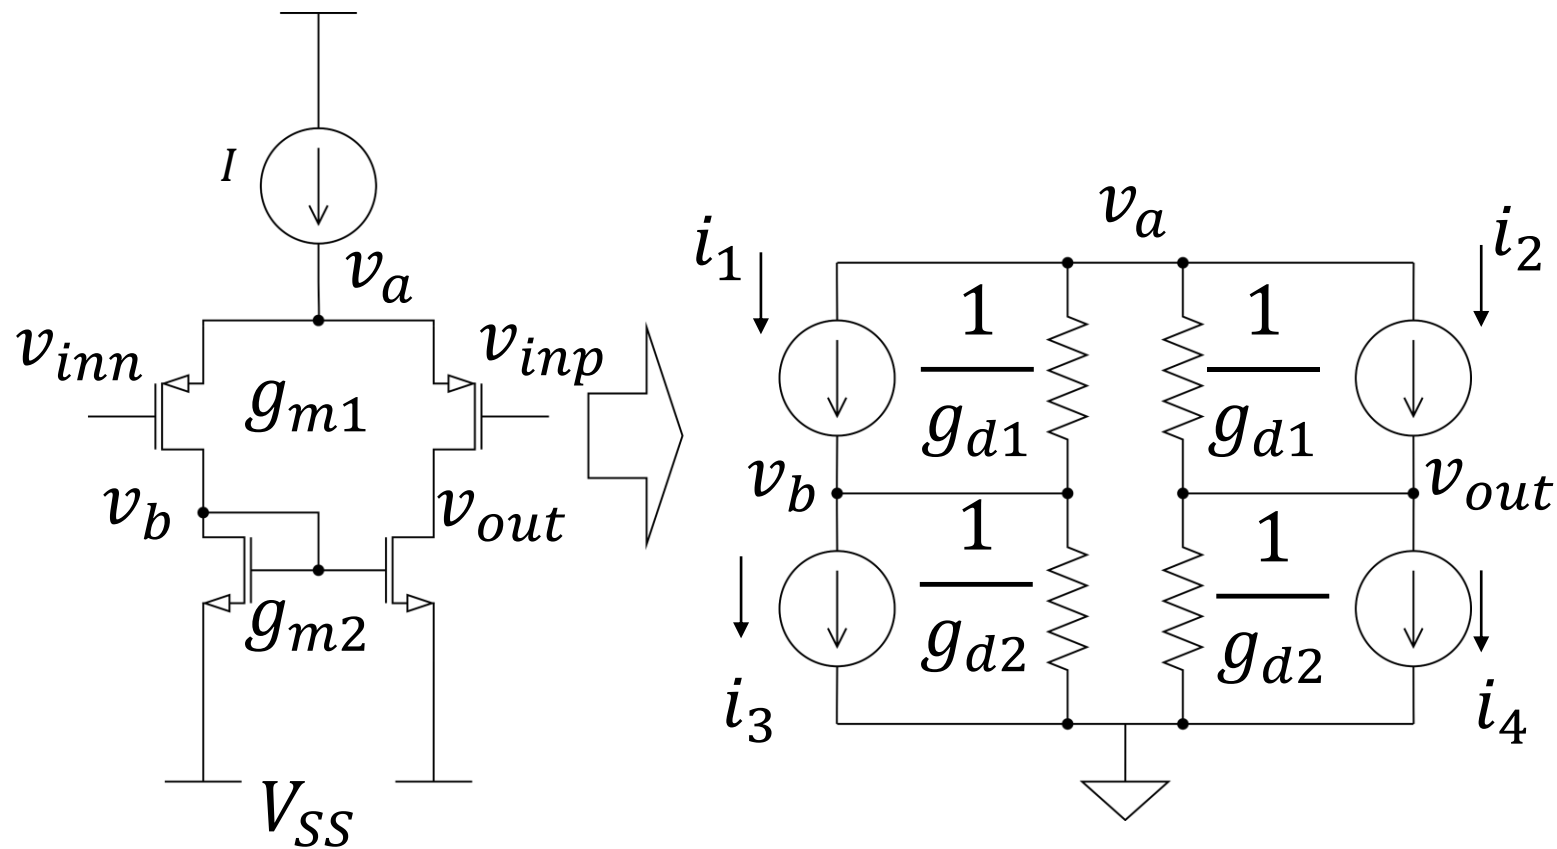 I
v_a
v_inn
v_inp
g_m1
v_b
v_out
g_m2
V_SS
v_a
i_1
i_2
1
g_d1
1
g_d1
v_b
v_out
1
g_d2
1
g_d2
i_3
i_4